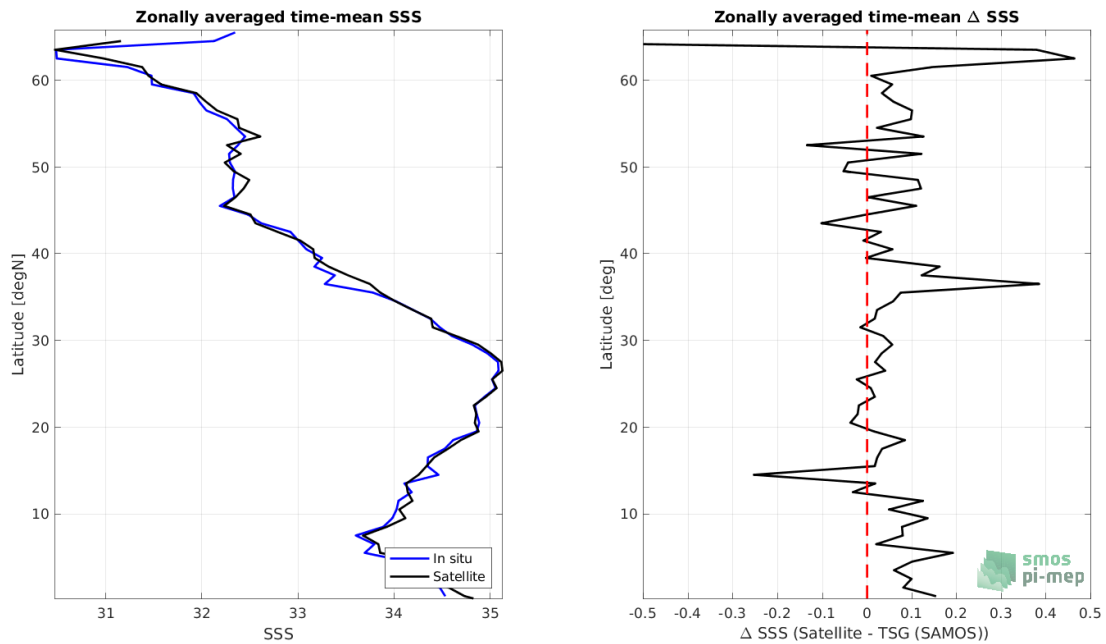 Zonally averaged time-mean SSS
Latitude [degN]
60
50
40
30
20
10
31
32
33
34
35
SSS
In situ
Satellite
Zonally averaged time-mean Δ SSS
Latitude [deg]
60
50
40
30
20
10
-0.5
-0.4
-0.3
-0.2
-0.1
0
0.1
0.2
0.3
0.4
0.5
Δ SSS (Satellite - TSG (SAMOS))
smos
pi-mep